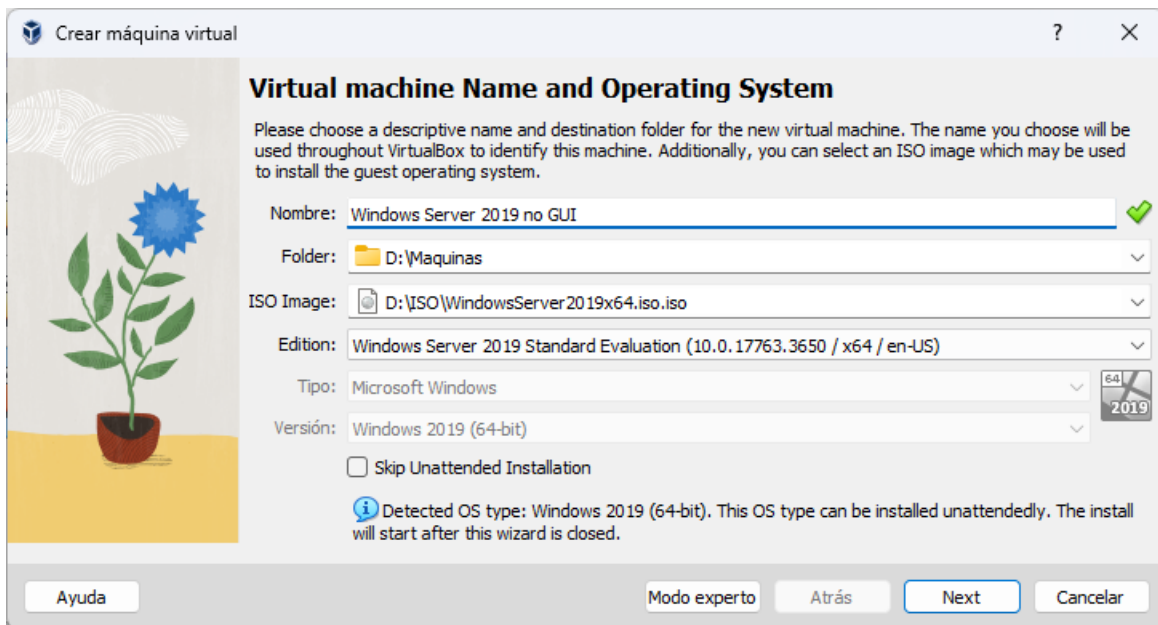 Crear máquina virtual
?
Virtual machine Name and Operating System
Please choose a descriptive name and destination folder for the new virtual machine. The name you choose will be
used throughout VirtualBox to identify this machine. Additionally, you can select an ISO image which may be used
to install the guest operating system.
Nombre: Windows Server 2019 no GUI
Folder: D:\Maquinas
ISO Image: D:\ISO\WindowsServer2019x64.iso.iso
Edition: Windows Server 2019 Standard Evaluation (10.0.17763.3650 / x64 / en-US)
Tipo: Microsoft Windows
64
Versión: Windows 2019 (64-bit)
2019
Skip Unattended Installation
Detected OS type: Windows 2019 (64-bit). This OS type can be installed unattendedly. The install
will start after this wizard is closed.
Ayuda Modo experto Atrás Next Cancelar